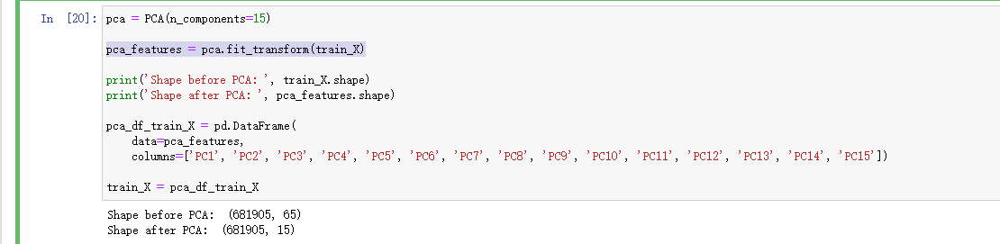 In [20]: pca = PCA(n_components=15)
pca_features = pca.fit_transform(train_X)
print('Shape before PCA: ', train_X.shape)
print('Shape after PCA: ', pca_features.shape)
pca_df_train_X = pd.DataFrame(
data=pca_features,
columns=['PC1', 'PC2', 'PC3', 'PC4', 'PC5', 'PC6', 'PC7', 'PC8', 'PC9', 'PC10', 'PC11', 'PC12', 'PC13', 'PC14', 'PC15'])
train_X = pca_df_train_X
Shape before PCA:  (681905, 65)
Shape after PCA:  (681905, 15)